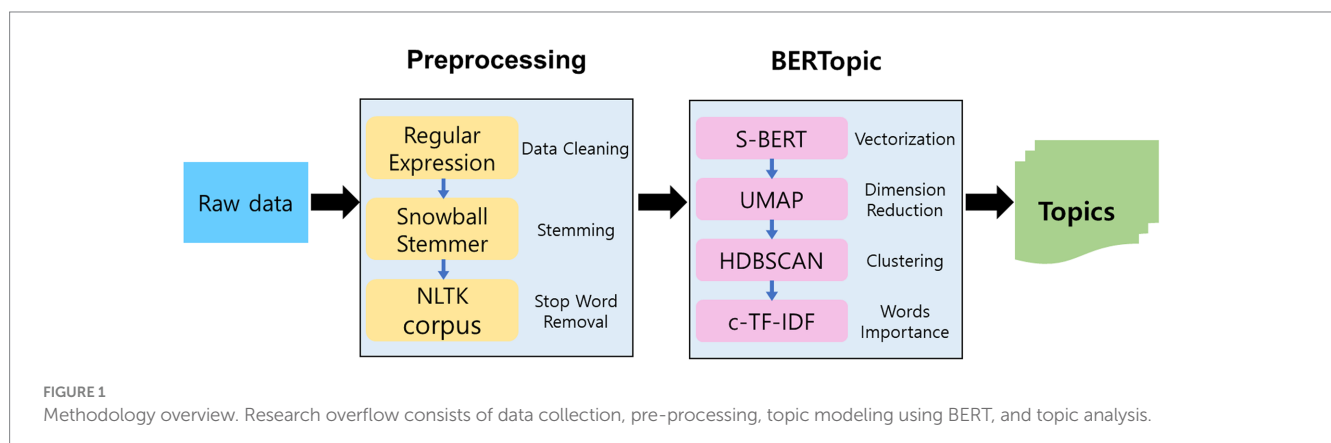 Preprocessing
BERTopic
Raw data
Regular
Expression
Data Cleaning
Snowball
Stemmer
Stemming
NLTK
corpus
Stop Word
Removal
S-BERT
Vectorization
UMAP
Dimension
Reduction
HDBSCAN
Clustering
c-TF-IDF
Words
Importance
Topics
FIGURE 1
Methodology overview. Research overflow consists of data collection, pre-processing, topic modeling using BERT, and topic analysis.